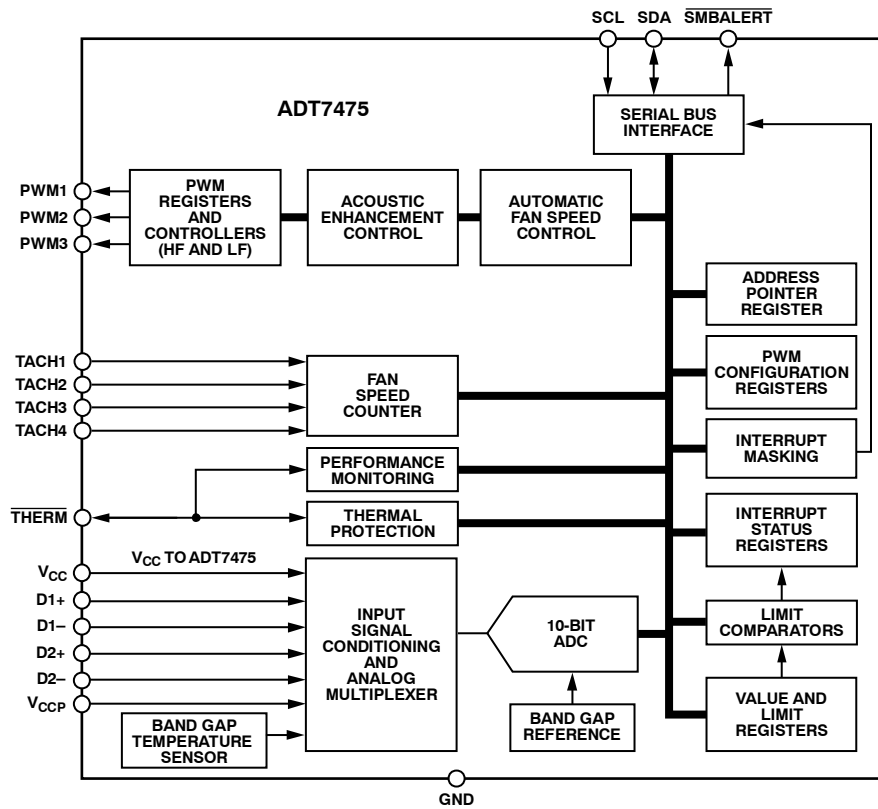 SCL SDA SMBALERT
ADT7475
SERIAL BUS
INTERFACE
PWM1
PWM2
PWM3
PWM
REGISTERS
AND
CONTROLLERS
(HF AND LF)
ACOUSTIC
ENHANCEMENT
CONTROL
AUTOMATIC
FAN SPEED
CONTROL
ADDRESS
POINTER
REGISTER
TACH1
TACH2
TACH3
TACH4
FAN
SPEED
COUNTER
PWM
CONFIGURATION
REGISTERS
PERFORMANCE
MONITORING
INTERRUPT
MASKING
THERM
THERMAL
PROTECTION
INTERRUPT
STATUS
REGISTERS
VCC TO ADT7475
VCC
D1+
D1–
D2+
D2–
VCCP
INPUT
SIGNAL
CONDITIONING
AND
ANALOG
MULTIPLEXER
10-BIT
ADC
LIMIT
COMPARATORS
BAND GAP
TEMPERATURE
SENSOR
BAND GAP
REFERENCE
VALUE AND
LIMIT
REGISTERS
GND